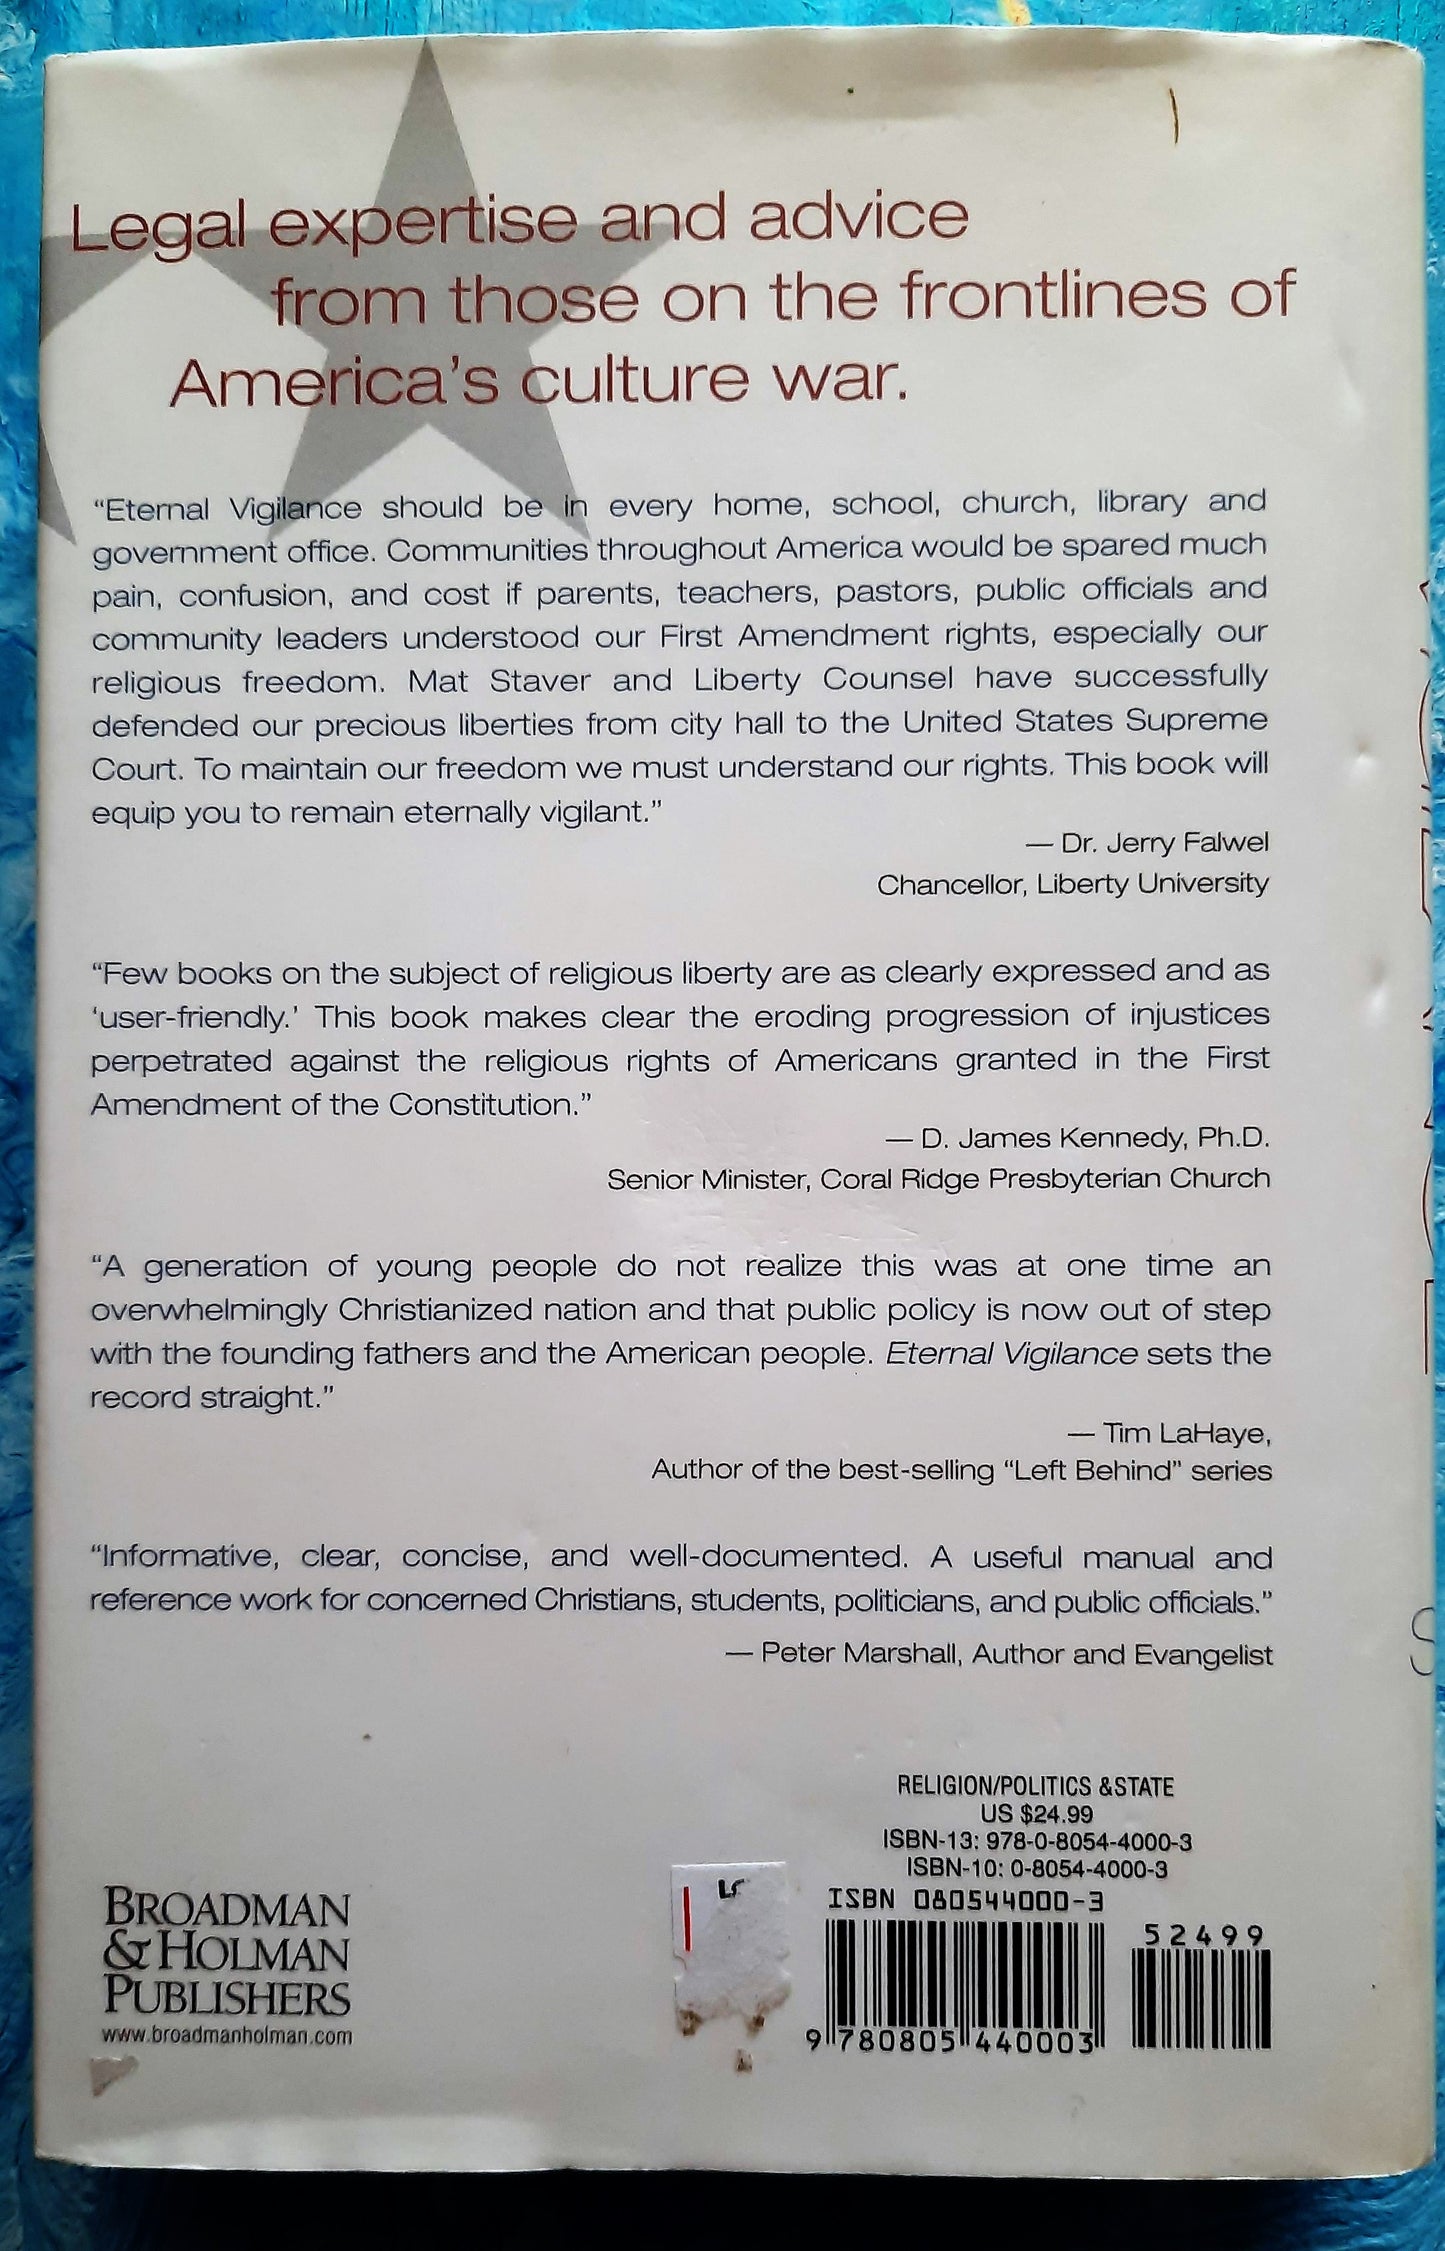 Legal expertise and advice
from those on the frontlines of
America's culture war.
“Eternal Vigilance should be in every home, school, church, library and
government office. Communities throughout America would be spared much
pain, confusion, and cost if parents, teachers, pastors, public officials and
community leaders understood our First Amendment rights, especially our
religious freedom. Mat Staver and Liberty Counsel have successfully
defended our precious liberties from city hall to the United States Supreme
Court. To maintain our freedom we must understand our rights. This book will
equip you to remain eternally vigilant.”
— Dr. Jerry Falwel
Chancellor, Liberty University
“Few books on the subject of religious liberty are as clearly expressed and as
‘user-friendly.’ This book makes clear the eroding progression of injustices
perpetrated against the religious rights of Americans granted in the First
Amendment of the Constitution.”
— D. James Kennedy, Ph.D.
Senior Minister, Coral Ridge Presbyterian Church
“A generation of young people do not realize this was at one time an
overwhelmingly Christianized nation and that public policy is now out of step
with the founding fathers and the American people. Eternal Vigilance sets the
record straight.”
— Tim LaHaye,
Author of the best-selling “Left Behind” series
“Informative, clear, concise, and well-documented. A useful manual and
reference work for concerned Christians, students, politicians, and public officials.”
— Peter Marshall, Author and Evangelist
RELIGION/POLITICS &STATE
US $24.99
ISBN-13: 978-0-8054-4000-3
ISBN-10: 0-8054-4000-3
ISBN 080544000-3
52499
9 780805 440003
BROADMAN
& HOLMAN
PUBLISHERS
www.broadmanholman.com